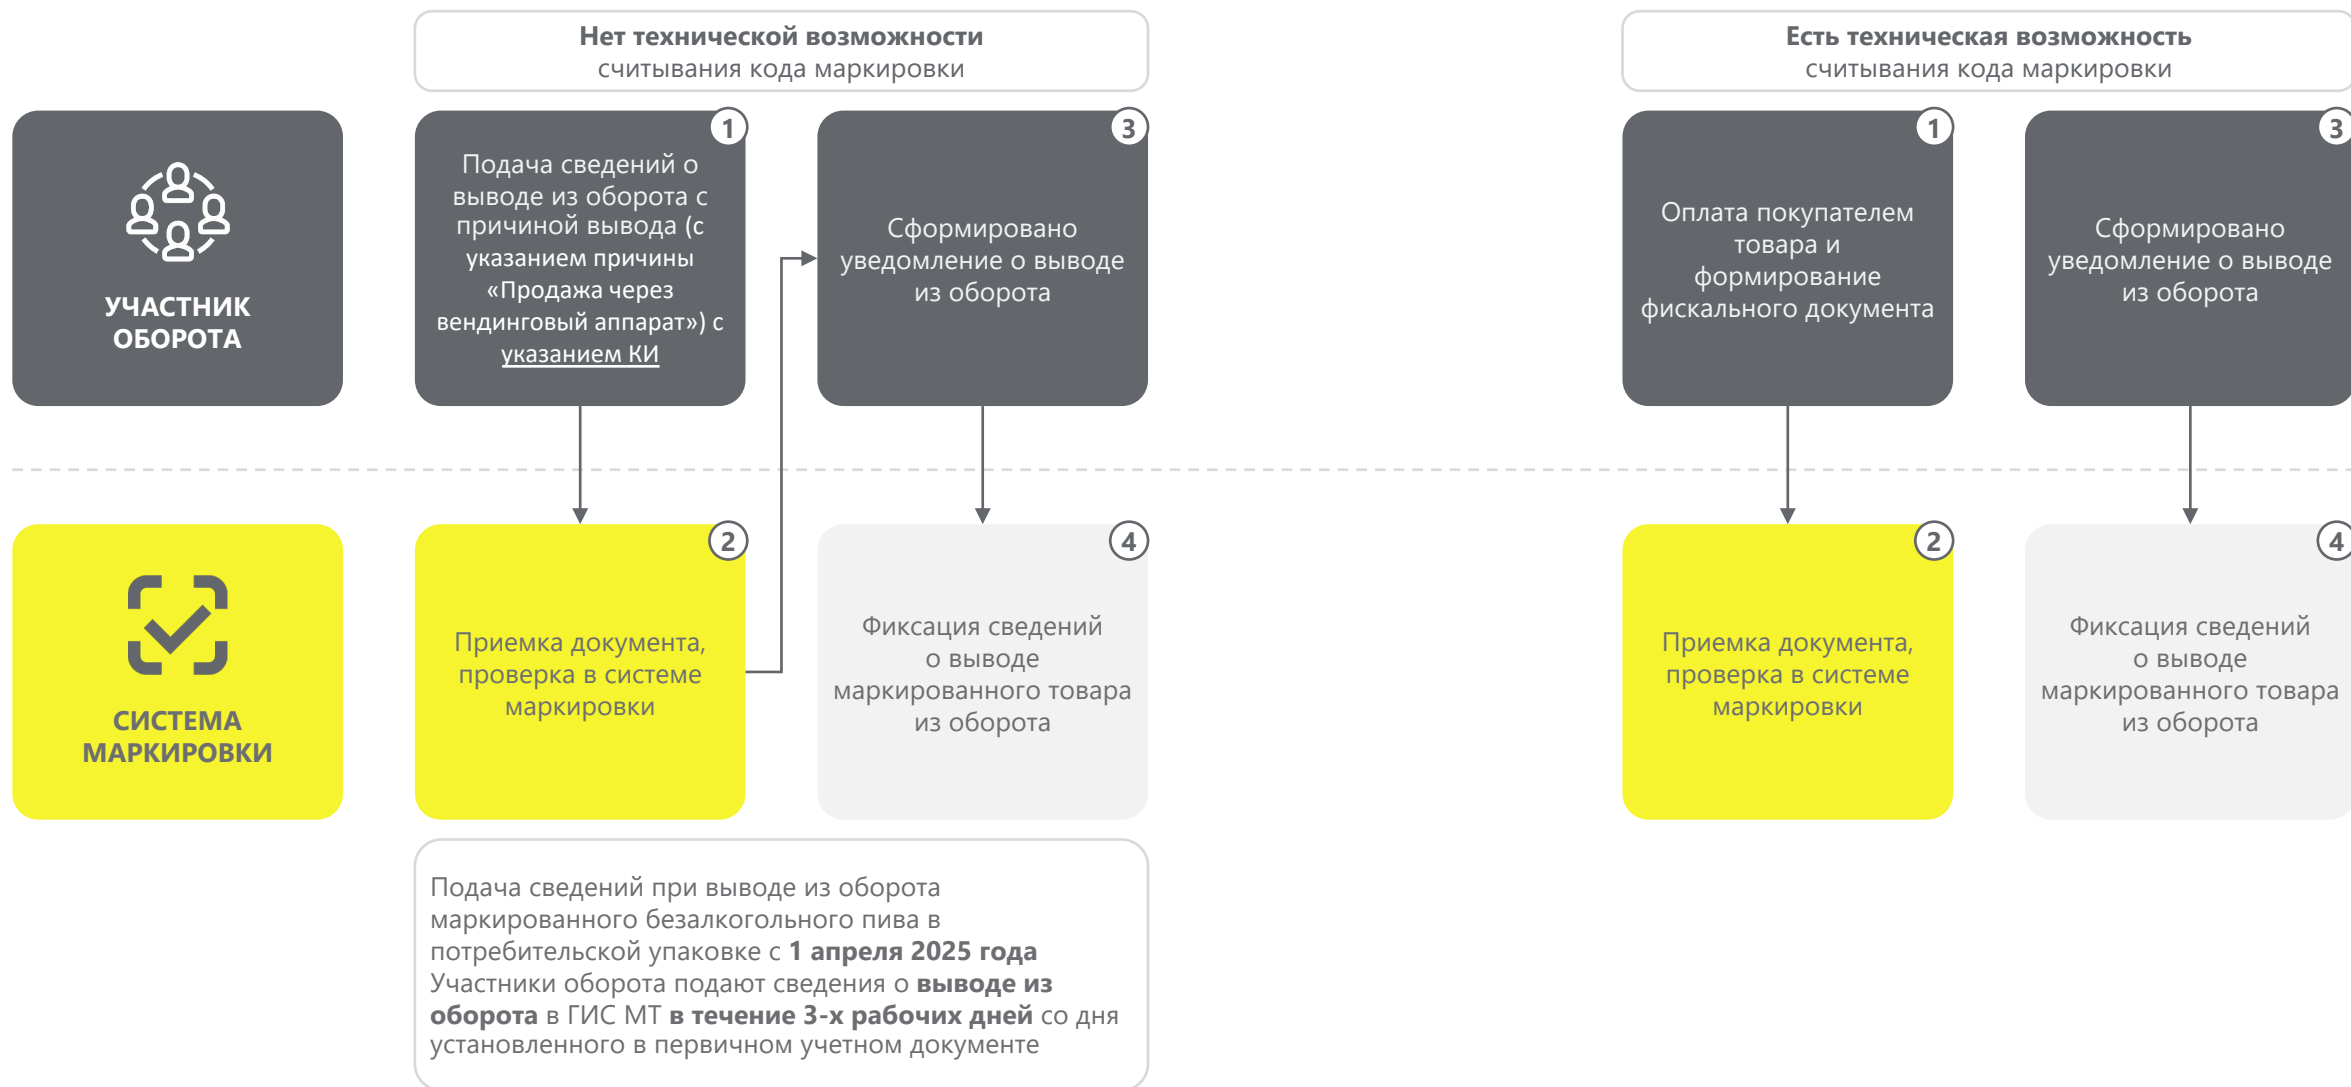 Нет технической возможности
считывания кода маркировки
Есть техническая возможность
считывания кода маркировки
УЧАСТНИК
ОБОРОТА
1
Подача сведений о
выводе из оборота с
причиной вывода (с
указанием причины
«Продажа через
вендинговый аппарат») с
указанием КИ
3
Сформировано
уведомление о выводе
из оборота
1
Оплата покупателем
товара и
формирование
фискального документа
3
Сформировано
уведомление о выводе
из оборота
СИСТЕМА
МАРКИРОВКИ
2
Приемка документа,
проверка в системе
маркировки
4
Фиксация сведений
о выводе
маркированного товара
из оборота
2
Приемка документа,
проверка в системе
маркировки
4
Фиксация сведений
о выводе
маркированного товара
из оборота
Подача сведений при выводе из оборота
маркированного безалкогольного пива в
потребительской упаковке с 1 апреля 2025 года
Участники оборота подают сведения о выводе из
оборота в ГИС МТ в течение 3-х рабочих дней со дня
установленного в первичном учетном документе